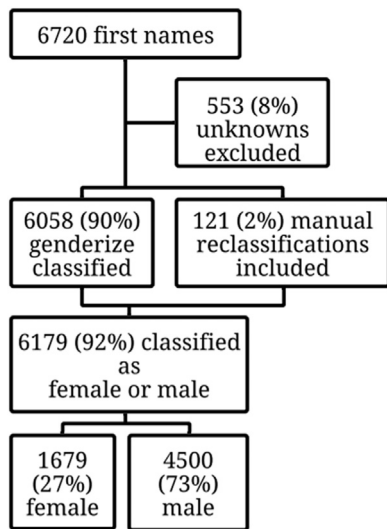 6720 first names
553 (8%)
unknowns
excluded
6058 (90%)
genderize
classified
121 (2%) manual
reclassifications
included
6179 (92%) classified
as
female or male
1679
(27%)
female
4500
(73%)
male